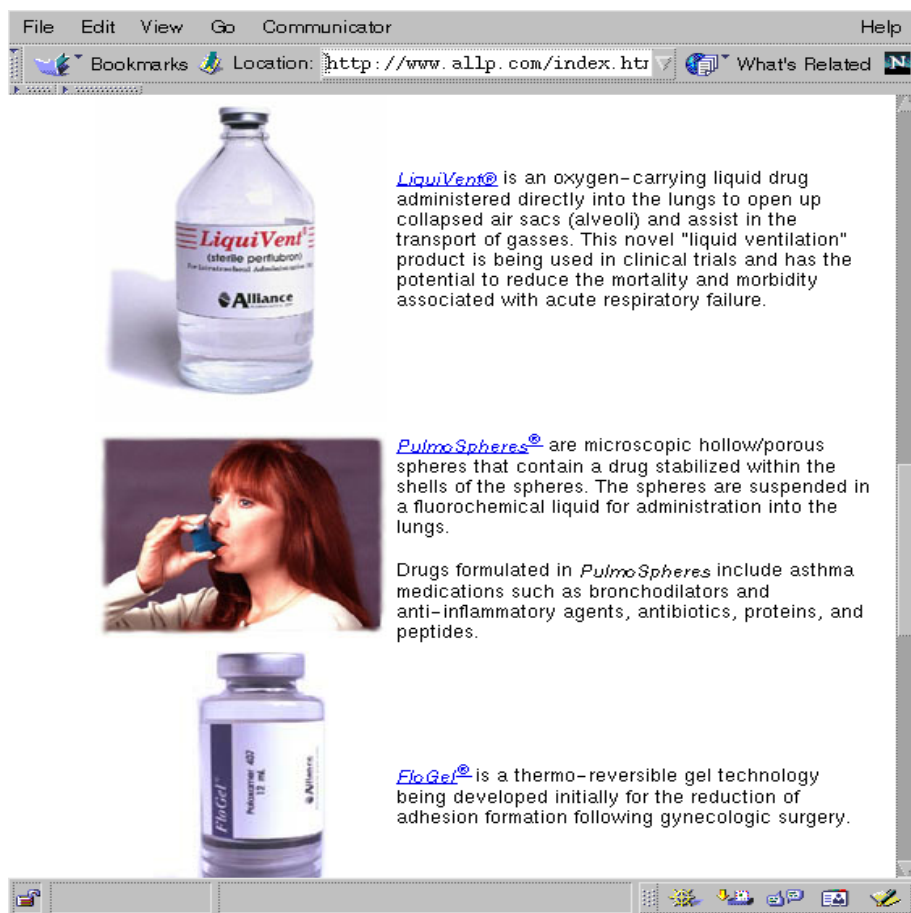 File Edit View Go Communicator Help
Bookmarks Location: http://www.allp.com/index.htm What's Related N
LiquiVent®
(sterile perflubron)
For Intratracheal Administration
Alliance
LiquiVent® is an oxygen-carrying liquid drug
administered directly into the lungs to open up
collapsed air sacs (alveoli) and assist in the
transport of gasses. This novel "liquid ventilation"
product is being used in clinical trials and has the
potential to reduce the mortality and morbidity
associated with acute respiratory failure.
PulmoSpheres® are microscopic hollow/porous
spheres that contain a drug stabilized within the
shells of the spheres. The spheres are suspended in
a fluorochemical liquid for administration into the
lungs.
Drugs formulated in PulmoSpheres include asthma
medications such as bronchodilators and
anti-inflammatory agents, antibiotics, proteins, and
peptides.
FloGel®
Poloxamer 407
12 mL
Alliance
FloGel® is a thermo-reversible gel technology
being developed initially for the reduction of
adhesion formation following gynecologic surgery.